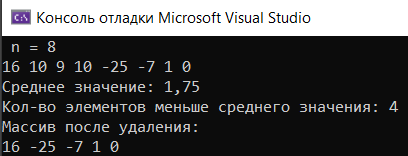 Консоль отладки Microsoft Visual Studio
n = 8
16 10 9 10 -25 -7 1 0
Среднее значение: 1,75
Кол-во элементов меньше среднего значения: 4
Массив после удаления:
16 -25 -7 1 0